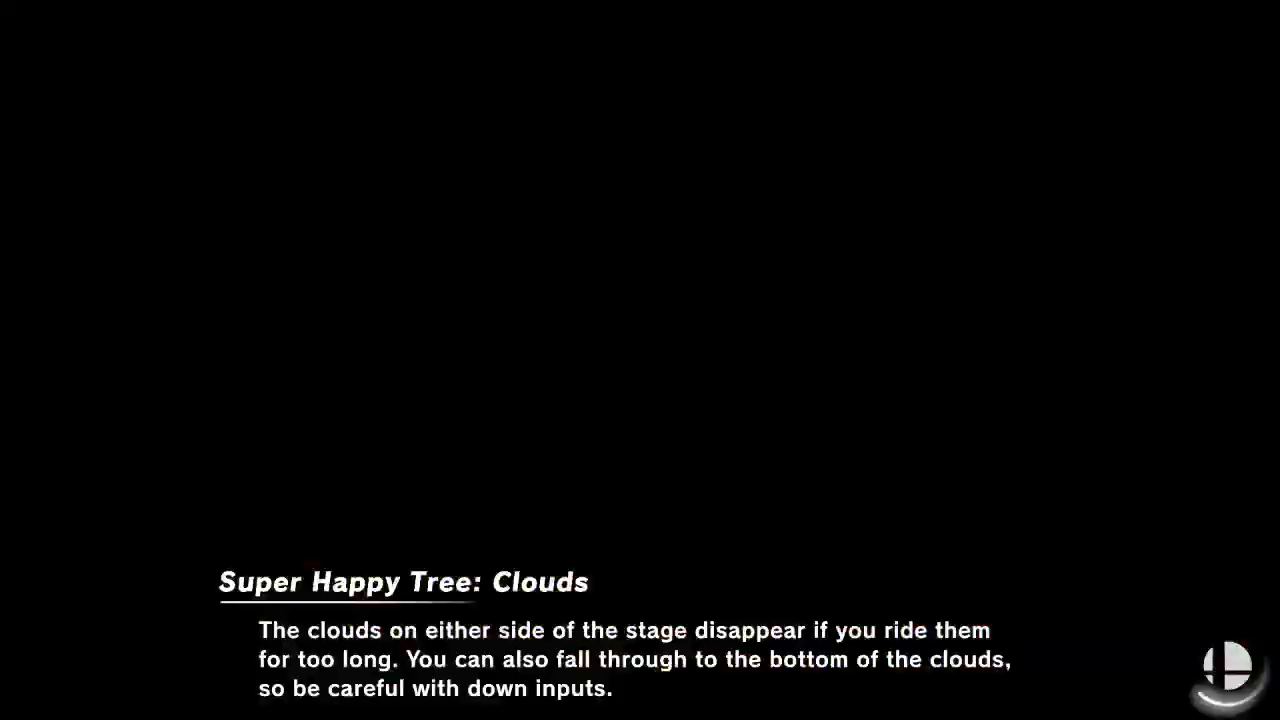 Super Happy Tree: Clouds
The clouds on either side of the stage disappear if you ride them
for too long. You can also fall through to the bottom of the clouds,
so be careful with down inputs.